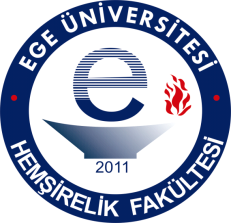 EGE ÜNİVERSİTESİ
e
2011
HEMŞİRELİK FAKÜLTESİ